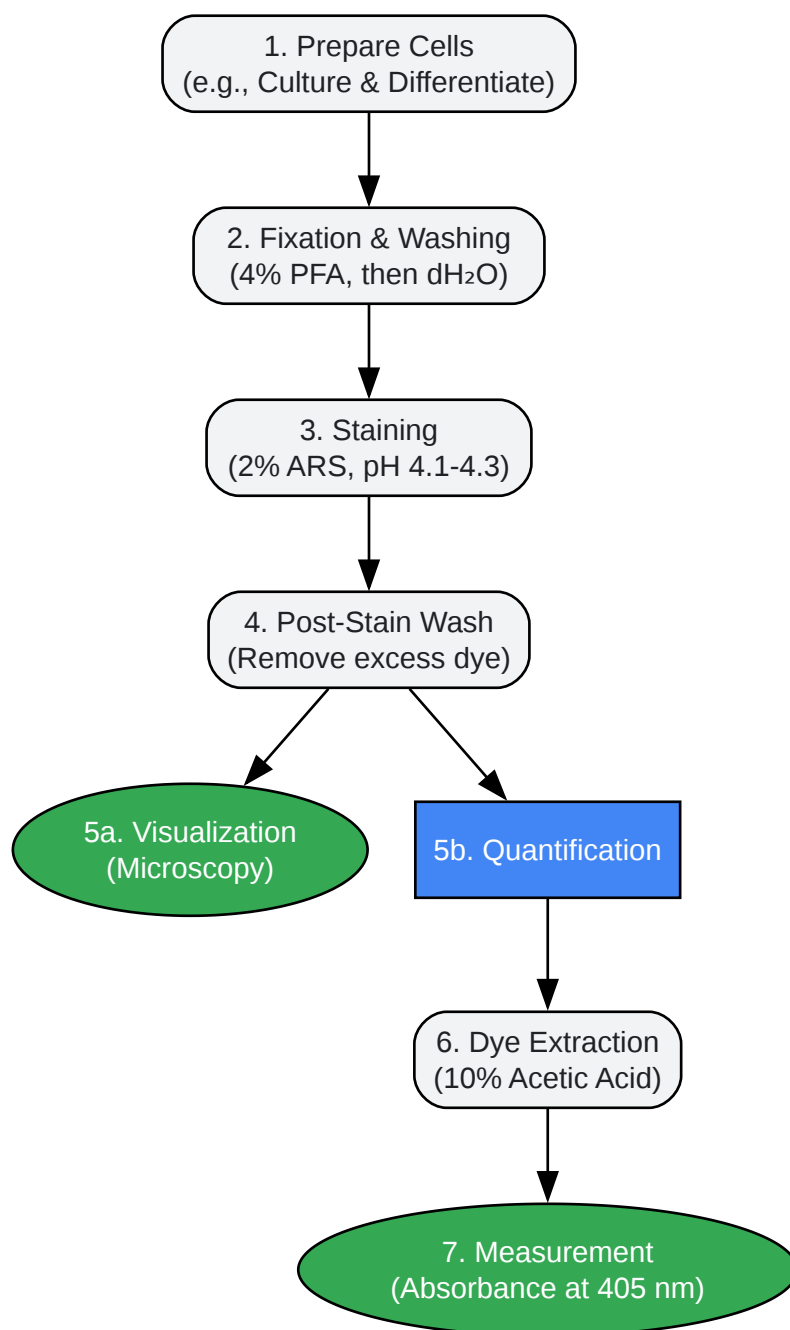 1. Prepare Cells
(e.g., Culture & Differentiate)
2. Fixation & Washing
(4% PFA, then dH₂O)
3. Staining
(2% ARS, pH 4.1-4.3)
4. Post-Stain Wash
(Remove excess dye)
5a. Visualization
(Microscopy)
5b. Quantification
6. Dye Extraction
(10% Acetic Acid)
7. Measurement
(Absorbance at 405 nm)